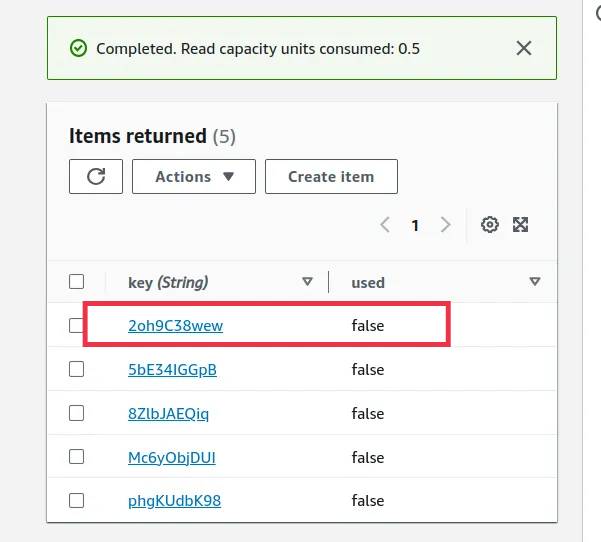 Completed. Read capacity units consumed: 0.5
Items returned (5)
Actions Create item
1
key (String) used
2oh9C38wew false
5bE34IGGpB false
8ZlbJAEQiq false
Mc6yObjDUI false
phgKUdbK98 false